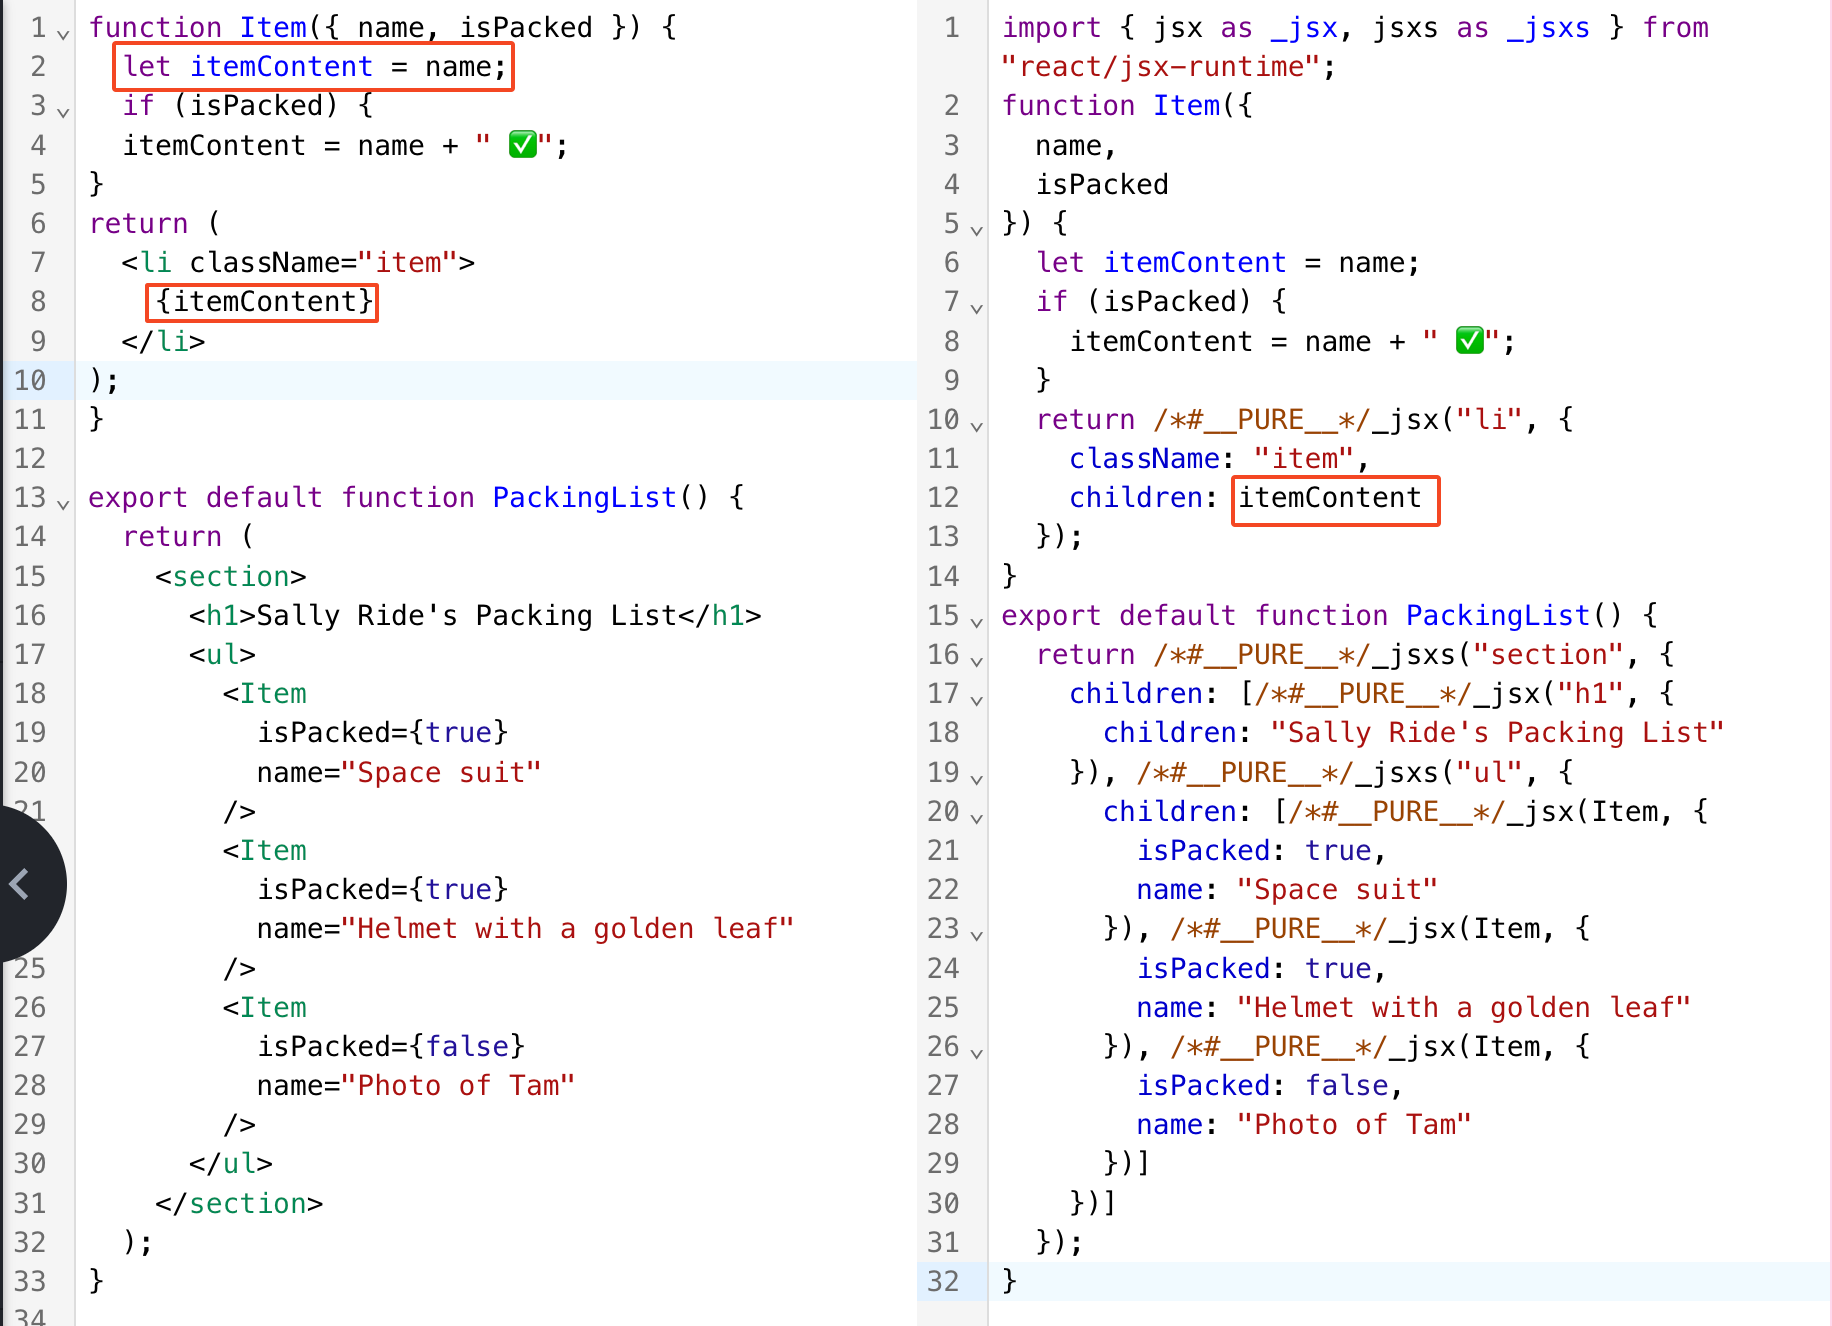 1 function Item({ name, isPacked }) {
2   let itemContent = name;
3   if (isPacked) {
4   itemContent = name + " ✅";
5 }
6 return (
7   <li className="item">
8     {itemContent}
9   </li>
10 );
11 }
12
13 export default function PackingList() {
14   return (
15     <section>
16       <h1>Sally Ride's Packing List</h1>
17       <ul>
18         <Item
19           isPacked={true}
20           name="Space suit"
21         />
        <Item
          isPacked={true}
          name="Helmet with a golden leaf"
25         />
26         <Item
27           isPacked={false}
28           name="Photo of Tam"
29         />
30       </ul>
31     </section>
32   );
33 }
34
1 import { jsx as _jsx, jsxs as _jsxs } from
"react/jsx-runtime";
2 function Item({
3   name,
4   isPacked
5 }) {
6   let itemContent = name;
7   if (isPacked) {
8     itemContent = name + " ✅";
9   }
10   return /*#__PURE__*/_jsx("li", {
11     className: "item",
12     children: itemContent
13   });
14 }
15 export default function PackingList() {
16   return /*#__PURE__*/_jsxs("section", {
17     children: [/*#__PURE__*/_jsx("h1", {
18       children: "Sally Ride's Packing List"
19     }), /*#__PURE__*/_jsxs("ul", {
20       children: [/*#__PURE__*/_jsx(Item, {
21         isPacked: true,
22         name: "Space suit"
23       }), /*#__PURE__*/_jsx(Item, {
24         isPacked: true,
25         name: "Helmet with a golden leaf"
26       }), /*#__PURE__*/_jsx(Item, {
27         isPacked: false,
28         name: "Photo of Tam"
29       })]
30     })]
31   });
32 }